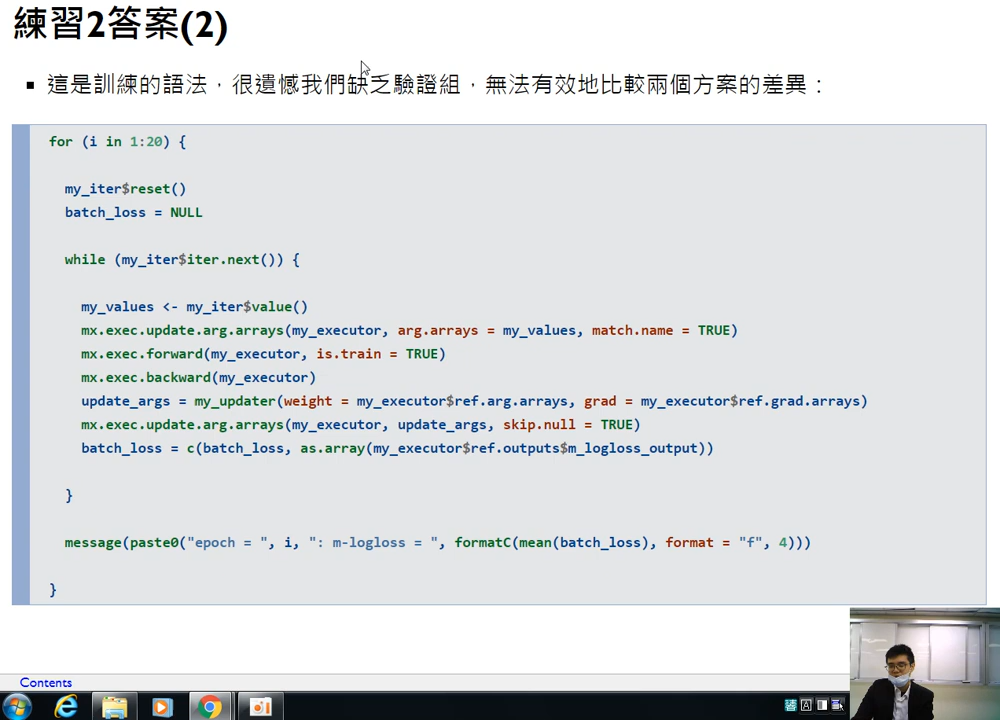 練習2答案(2)
▪ 這是訓練的語法，很遺憾我們缺乏驗證組，無法有效地比較兩個方案的差異：
for (i in 1:20) {
my_iter$reset()
batch_loss = NULL
while (my_iter$iter.next()) {
my_values <- my_iter$value()
mx.exec.update.arg.arrays(my_executor, arg.arrays = my_values, match.name = TRUE)
mx.exec.forward(my_executor, is.train = TRUE)
mx.exec.backward(my_executor)
update_args = my_updater(weight = my_executor$ref.arg.arrays, grad = my_executor$ref.grad.arrays)
mx.exec.update.arg.arrays(my_executor, update_args, skip.null = TRUE)
batch_loss = c(batch_loss, as.array(my_executor$ref.outputs$m_logloss_output))
}
message(paste0("epoch = ", i, ": m-logloss = ", formatC(mean(batch_loss), format = "f", 4)))
}
Contents